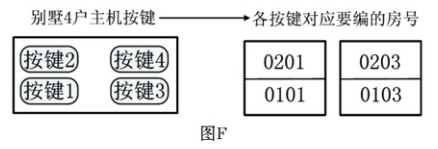 别墅4户主机按键 各按键对应要编的房号
按键2 按键4 0201 0203
按键1 按键3 0101 0103
图F